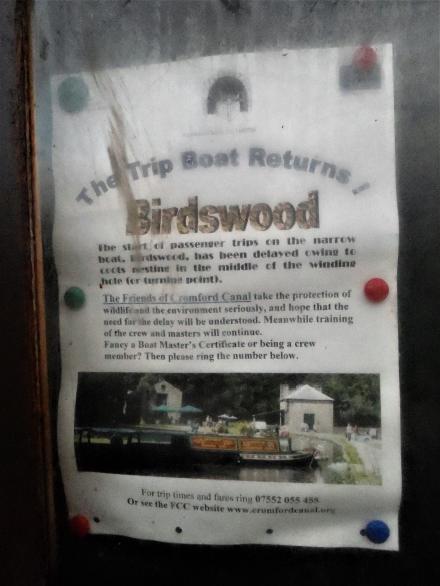 The Trip Boat Returns !
Birdswood
The start of passenger trips on the narrow
boat, Birdswood, has been delayed owing to
coots nesting in the middle of the winding
hole (or turning point).
The Friends of Cromford Canal take the protection of
wildlife and the environment seriously, and hope that the
need for the delay will be understood. Meanwhile training
of the crew and masters will continue.
Fancy a Boat Master's Certificate or being a crew
member? Then please ring the number below.
For trip times and fares ring 07552 055 455
Or see the FCC website www.cromfordcanal.org